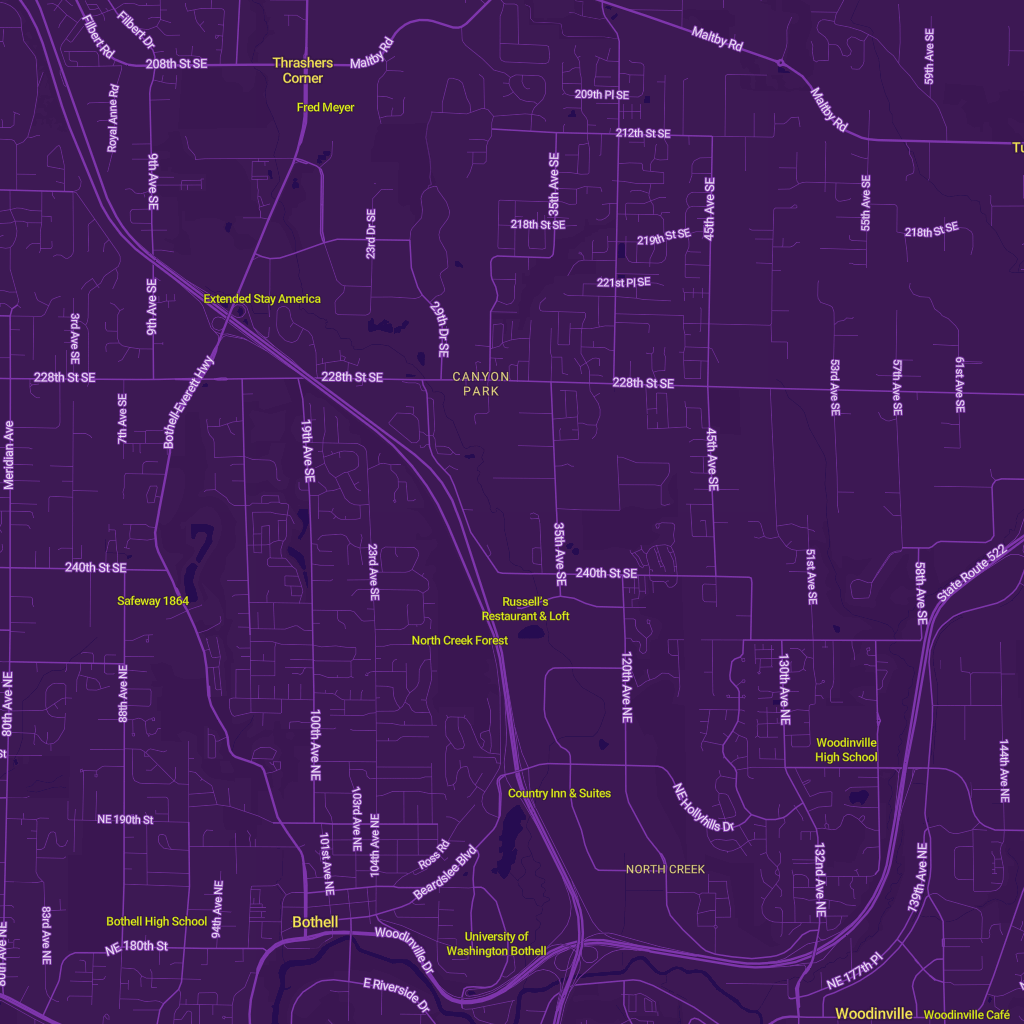 Filbert Rd
Filbert Dr
208th St SE
Thrashers
Corner
Maltby Rd
Maltby Rd
59th Ave SE
Fred Meyer
209th Pl SE
Maltby Rd
Royal Anne Rd
212th St SE
9th Ave SE
35th Ave SE
45th Ave SE
55th Ave SE
23rd Dr SE
218th St SE
219th St SE
218th St SE
221st Pl SE
Extended Stay America
9th Ave SE
3rd Ave SE
29th Dr SE
Bothell-Everett Hwy
228th St SE
228th St SE
CANYON
PARK
228th St SE
53rd Ave SE
57th Ave SE
61st Ave SE
7th Ave SE
Meridian Ave
19th Ave SE
45th Ave SE
35th Ave SE
23rd Ave SE
240th St SE
240th St SE
51st Ave SE
58th Ave SE
State Route 522
Safeway 1864
Russell's
Restaurant & Loft
North Creek Forest
80th Ave NE
88th Ave NE
120th Ave NE
130th Ave NE
100th Ave NE
Woodinville
High School
144th Ave NE
St
Country Inn & Suites
NE Hollyhills Dr
NE 190th St
103rd Ave NE
104th Ave NE
101st Ave NE
Ross Rd
Beardslee Blvd
NORTH CREEK
132nd Ave NE
139th Ave NE
83rd Ave NE
94th Ave NE
Bothell High School
Bothell
80th Ave NE
NE 180th St
Woodinville Dr
University of
Washington Bothell
E Riverside Dr
NE 177th Pl
Woodinville
Woodinville Café